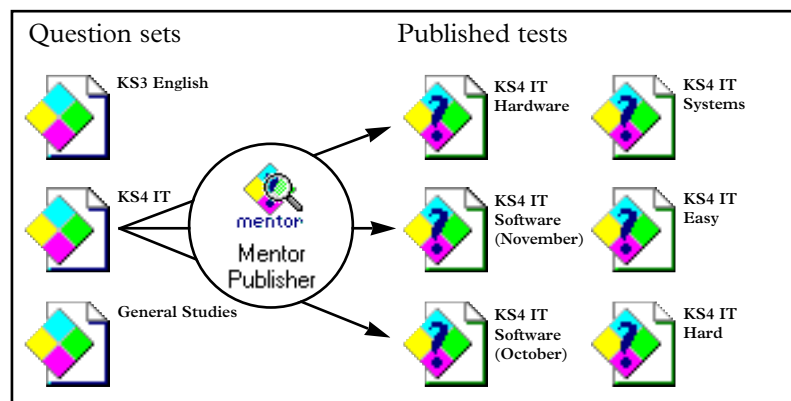 Question sets
KS3 English
KS4 IT
General Studies
mentor
Mentor
Publisher
Published tests
KS4 IT
Hardware
KS4 IT
Systems
KS4 IT
Software
(November)
KS4 IT
Easy
KS4 IT
Software
(October)
KS4 IT
Hard